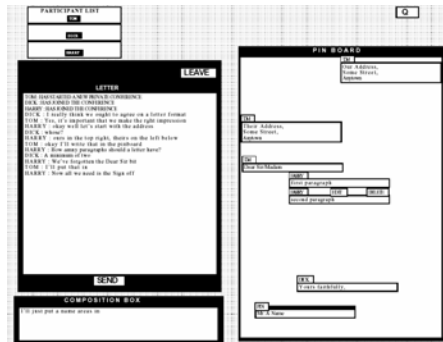 PARTICIPANT LIST
TOM
DICK
HARRY
Q
LEAVE
LETTER
TOM: HAS STARTED A NEW PRIVATE CONFERENCE
DICK : HAS JOINED THE CONFERENCE
HARRY : HAS JOINED THE CONFERENCE
DICK : I really think we ought to agree on a letter format
TOM : Yes, it's important that we make the right impression
HARRY : okay well let's start with the address
DICK : whose?
HARRY : ours in the top right, theirs on the left below
TOM : okay I'll write that in the pinboard
HARRY : How many paragraphs should a letter have?
DICK : A minimum of two
HARRY : We've forgotten the Dear Sir bit
TOM : I'll put that in
HARRY : Now all we need is the Sign off
SEND
COMPOSITION BOX
I'll just put a name areas in
PIN BOARD
TOM
Our Address,
Some Street,
Anytown
TOM
Their Address,
Some Street,
Anytown
TOM
Dear Sir/Madam
HARRY
first paragraph
HARRY
EDIT
second paragraph
DICK
Yours faithfully,
Mr. A Name